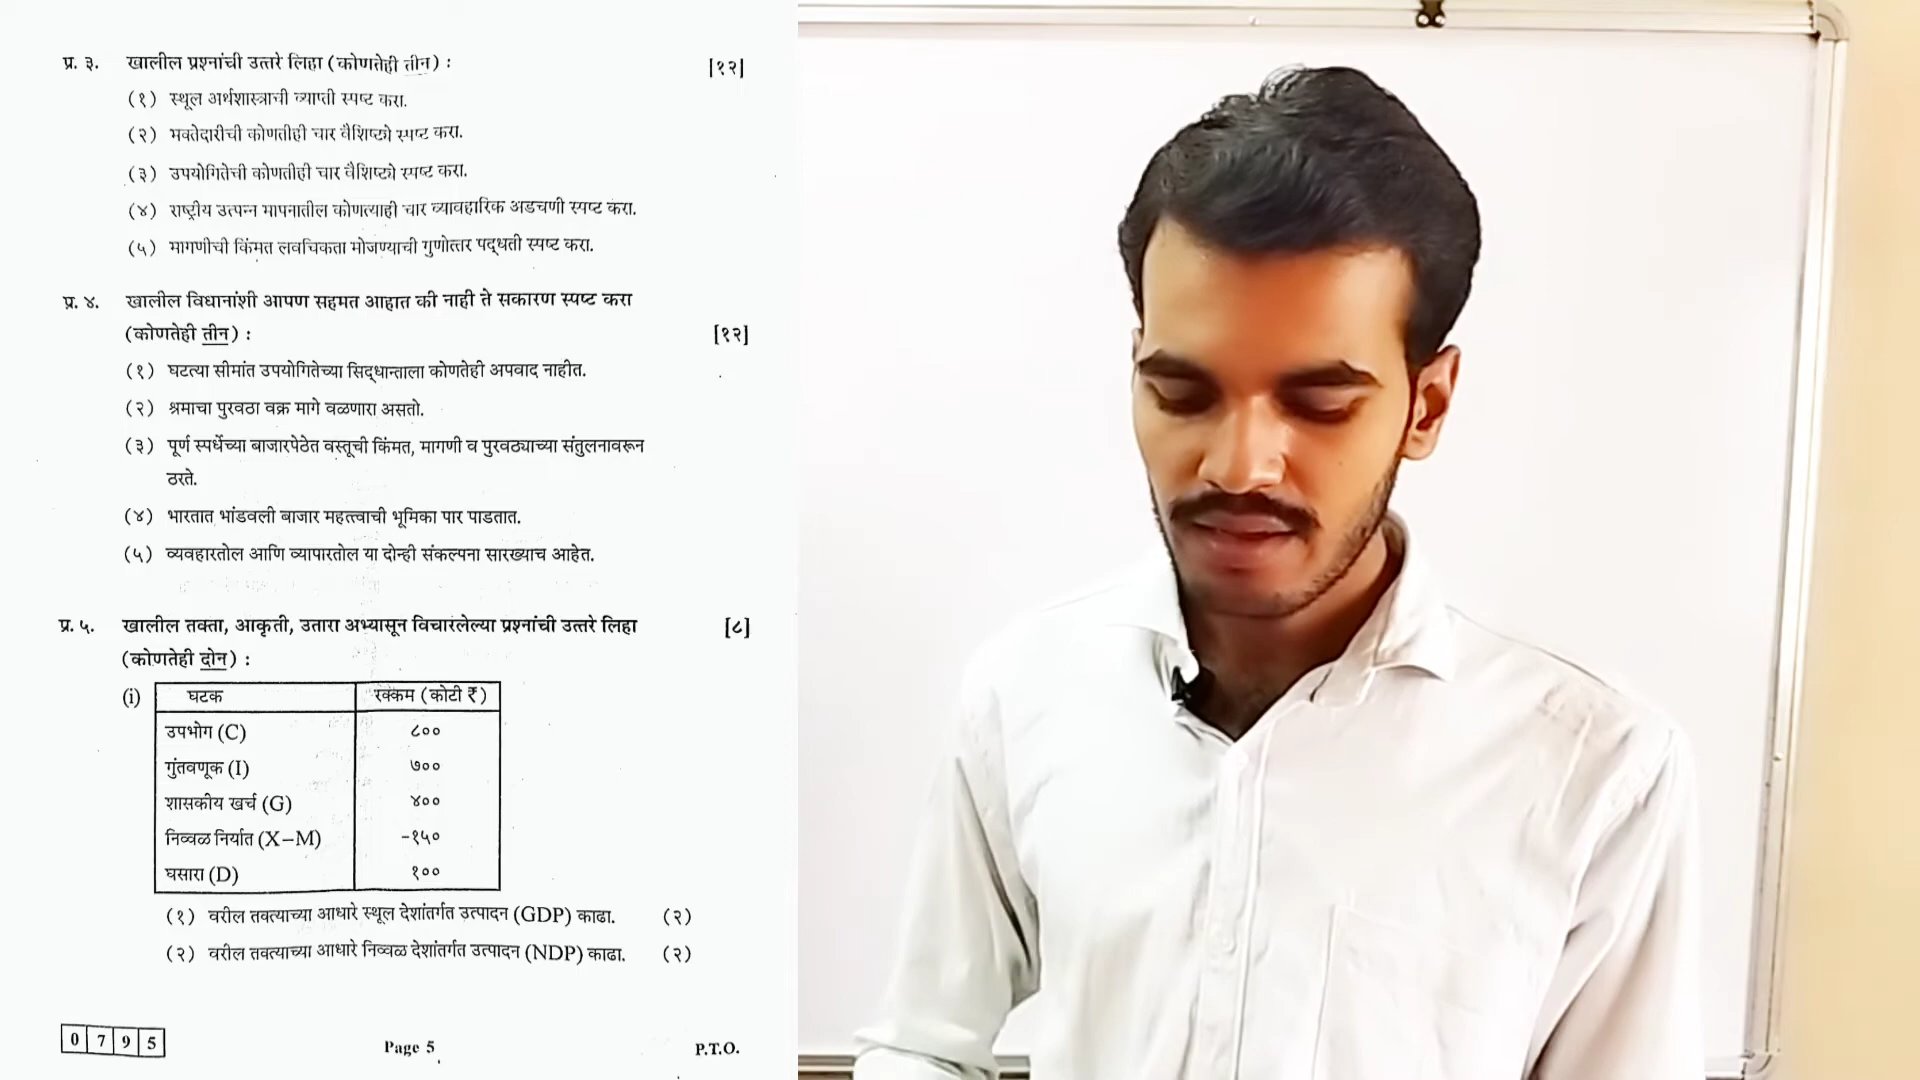 प्र. ३. खालील प्रश्नांची उत्तरे लिहा (कोणतेही तीन) : [१२]
(१) स्थूल अर्थशास्त्राची व्याप्ती स्पष्ट करा.
(२) मक्तेदारीची कोणतीही चार वैशिष्ट्ये स्पष्ट करा.
(३) उपयोगितेची कोणतीही चार वैशिष्ट्ये स्पष्ट करा.
(४) राष्ट्रीय उत्पन्न मापनातील कोणत्याही चार व्यावहारिक अडचणी स्पष्ट करा.
(५) मागणीची किंमत लवचिकता मोजण्याची गुणोत्तर पद्धती स्पष्ट करा.
प्र. ४. खालील विधानांशी आपण सहमत आहात की नाही ते सकारण स्पष्ट करा
(कोणतेही तीन) : [१२]
(१) घटत्या सीमांत उपयोगितेच्या सिद्धान्ताला कोणतेही अपवाद नाहीत.
(२) श्रमाचा पुरवठा वक्र मागे वळणारा असतो.
(३) पूर्ण स्पर्धेच्या बाजारपेठेत वस्तूची किंमत, मागणी व पुरवठ्याच्या संतुलनावरून
ठरते.
(४) भारतात भांडवली बाजार महत्त्वाची भूमिका पार पाडतात.
(५) व्यवहारतोल आणि व्यापारतोल या दोन्ही संकल्पना सारख्याच आहेत.
प्र. ५. खालील तक्ता, आकृती, उतारा अभ्यासून विचारलेल्या प्रश्नांची उत्तरे लिहा [८]
(कोणतेही दोन) :
(i) घटक रक्कम (कोटी ₹)
उपभोग (C) ८००
गुंतवणूक (I) ७००
शासकीय खर्च (G) ४००
निव्वळ निर्यात (X–M) –१५०
घसारा (D) १००
(१) वरील तक्त्याच्या आधारे स्थूल देशांतर्गत उत्पादन (GDP) काढा. (२)
(२) वरील तक्त्याच्या आधारे निव्वळ देशांतर्गत उत्पादन (NDP) काढा. (२)
0 7 9 5 Page 5 P.T.O.